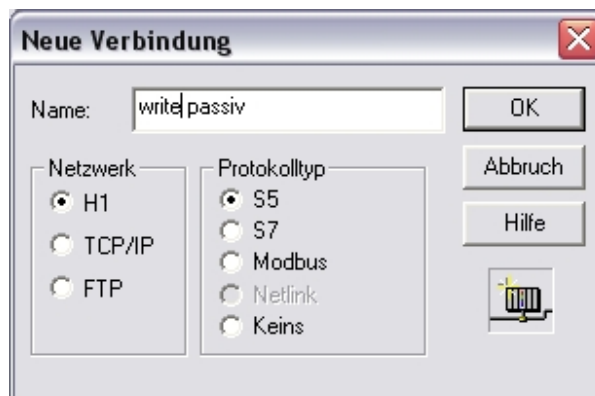 Neue Verbindung
Name: write passiv OK
Netzwerk Protokolltyp Abbruch
H1 S5
TCP/IP S7 Hilfe
FTP Modbus
Netlink
Keins